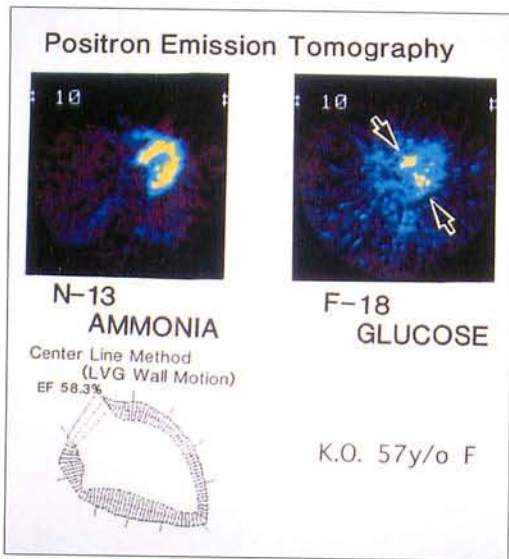 Positron Emission Tomography
10
10
N-13
AMMONIA
F-18
GLUCOSE
Center Line Method
(LVG Wall Motion)
EF 58.3%
K.O. 57y/o F